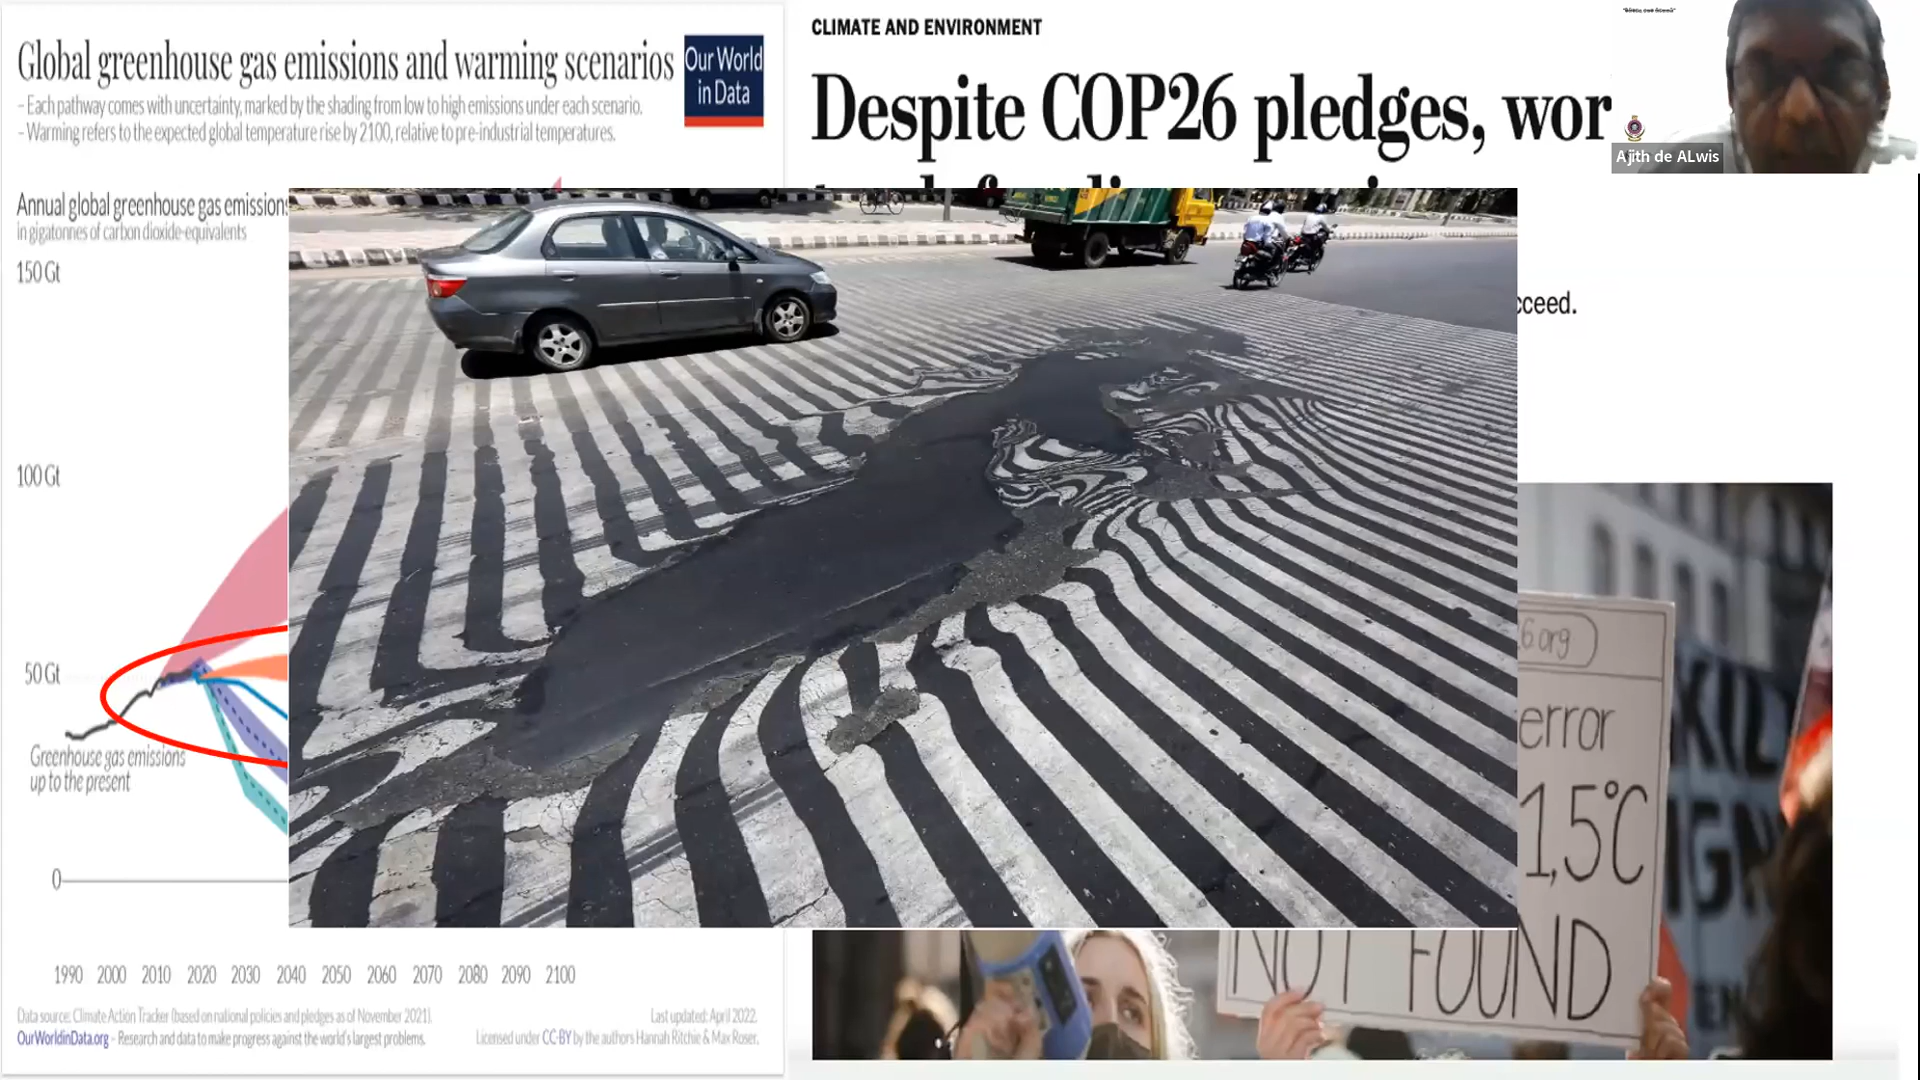 Global greenhouse gas emissions and warming scenarios
Our World
in Data
– Each pathway comes with uncertainty, marked by the shading from low to high emissions under each scenario.
– Warming refers to the expected global temperature rise by 2100, relative to pre-industrial temperatures.
Annual global greenhouse gas emissions
in gigatonnes of carbon dioxide-equivalents
150 Gt
100 Gt
50 Gt
Greenhouse gas emissions
up to the present
0
1990 2000 2010 2020 2030 2040 2050 2060 2070 2080 2090 2100
Data source: Climate Action Tracker (based on national policies and pledges as of November 2021).
Last updated: April 2022.
OurWorldinData.org – Research and data to make progress against the world's largest problems.
Licensed under CC-BY by the authors Hannah Ritchie & Max Roser.
CLIMATE AND ENVIRONMENT
Despite COP26 pledges, wor
cceed.
Ajith de ALwis
6.org
error
1,5°C
NOT FOUND